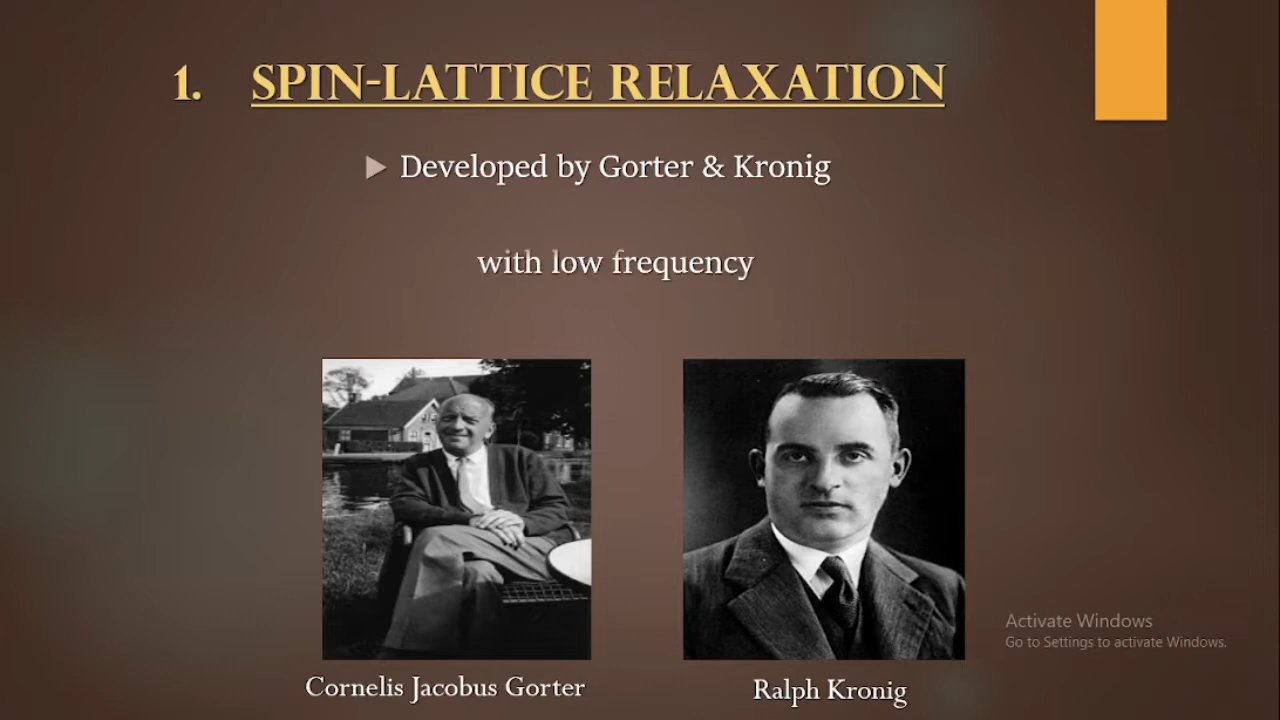 1. SPIN-LATTICE RELAXATION
Developed by Gorter & Kronig
with low frequency
Activate Windows
Go to Settings to activate Windows.
Cornelis Jacobus Gorter
Ralph Kronig